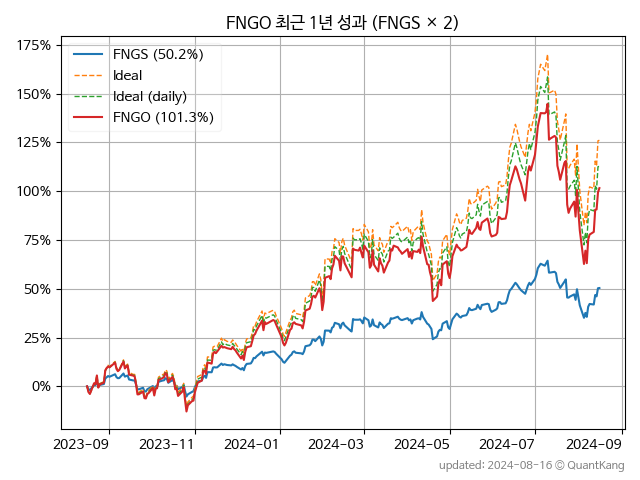 FNGO 최근 1년 성과 (FNGS × 2)
FNGS (50.2%)
Ideal
Ideal (daily)
FNGO (101.3%)
175%
150%
125%
100%
75%
50%
25%
0%
2023-09 2023-11 2024-01 2024-03 2024-05 2024-07 2024-09
updated: 2024-08-16 © QuantKang